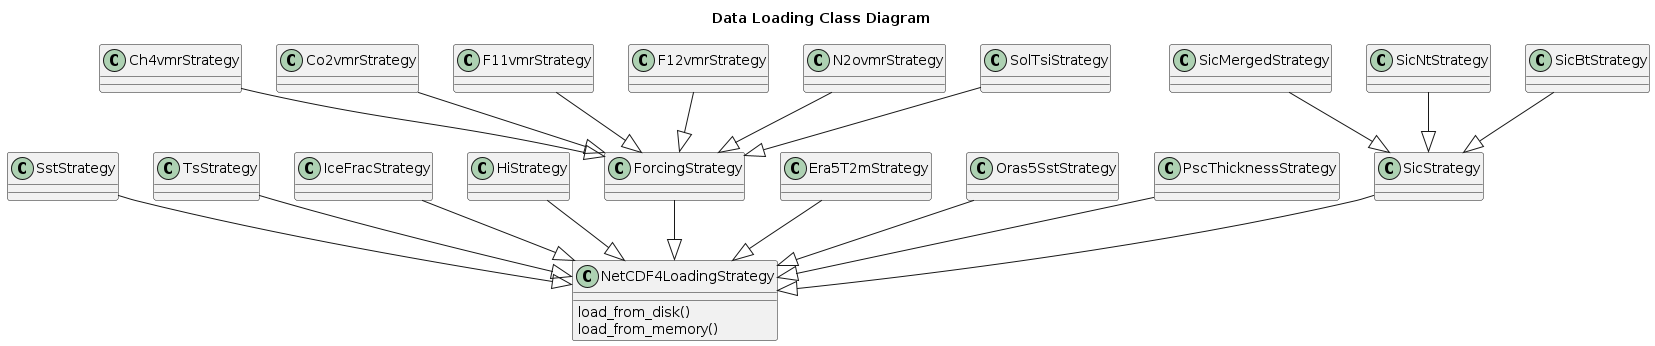 Data Loading Class Diagram
C Ch4vmrStrategy
C Co2vmrStrategy
C F11vmrStrategy
C F12vmrStrategy
C N2ovmrStrategy
C SolTsiStrategy
C SicMergedStrategy
C SicNtStrategy
C SicBtStrategy
C SstStrategy
C TsStrategy
C IceFracStrategy
C HiStrategy
C ForcingStrategy
C Era5T2mStrategy
C Oras5SstStrategy
C PscThicknessStrategy
C SicStrategy
C NetCDF4LoadingStrategy
load_from_disk()
load_from_memory()